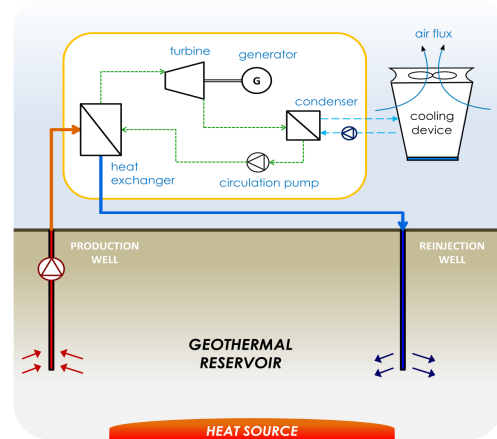 air flux
turbine
generator
G
condenser
cooling
device
heat
exchanger
circulation pump
PRODUCTION
WELL
REINJECTION
WELL
GEOTHERMAL
RESERVOIR
HEAT SOURCE